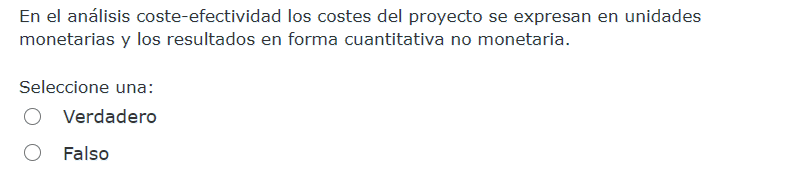 En el análisis coste-efectividad los costes del proyecto se expresan en unidades
monetarias y los resultados en forma cuantitativa no monetaria.
Seleccione una:
Verdadero
Falso